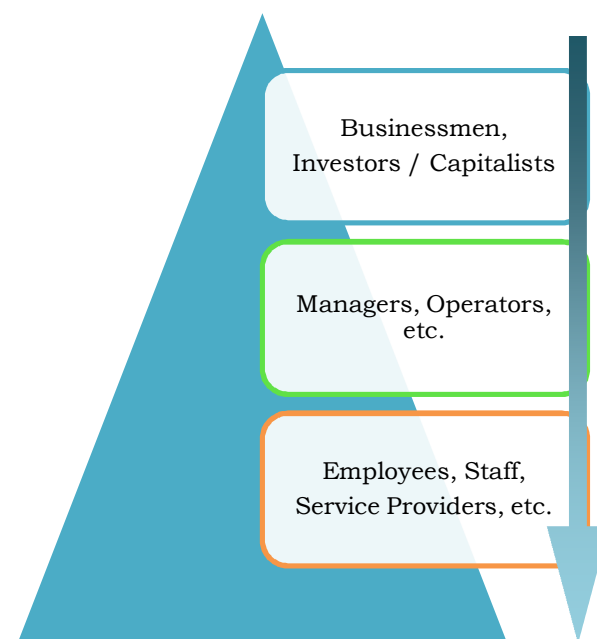 Businessmen,
Investors / Capitalists
Managers, Operators,
etc.
Employees, Staff,
Service Providers, etc.